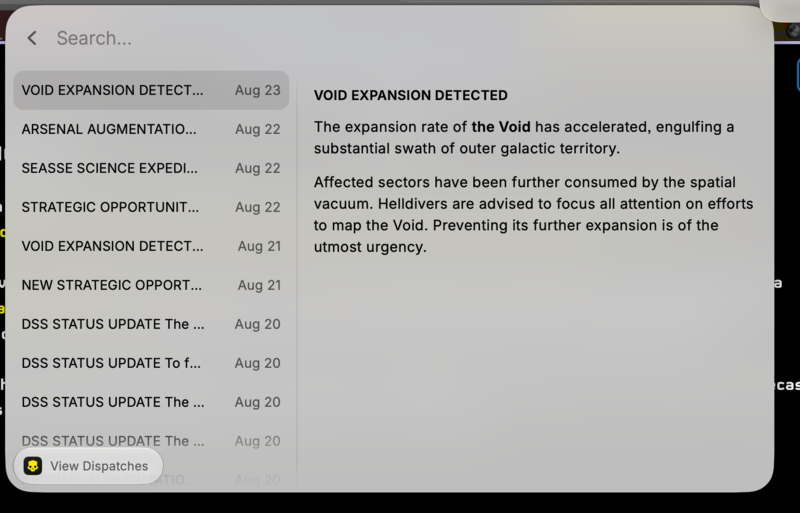 Search...
VOID EXPANSION DETECT... Aug 23
ARSENAL AUGMENTATIO... Aug 22
SEASSE SCIENCE EXPEDI... Aug 22
STRATEGIC OPPORTUNIT... Aug 22
VOID EXPANSION DETECT... Aug 21
NEW STRATEGIC OPPORT... Aug 21
DSS STATUS UPDATE The ... Aug 20
DSS STATUS UPDATE To f... Aug 20
DSS STATUS UPDATE The ... Aug 20
DSS STATUS UPDATE The ... Aug 20
Aug 20
View Dispatches
VOID EXPANSION DETECTED
The expansion rate of the Void has accelerated, engulfing a
substantial swath of outer galactic territory.
Affected sectors have been further consumed by the spatial
vacuum. Helldivers are advised to focus all attention on efforts
to map the Void. Preventing its further expansion is of the
utmost urgency.